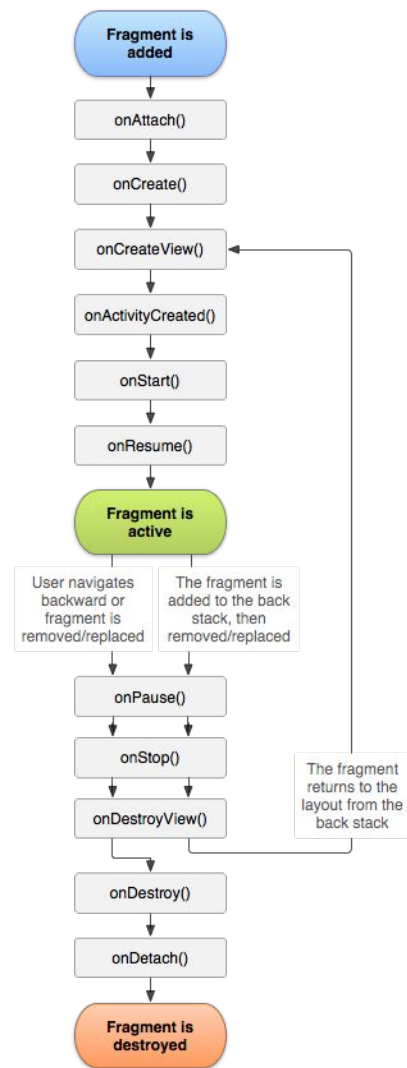 Fragment is
added
onAttach()
onCreate()
onCreateView()
onActivityCreated()
onStart()
onResume()
Fragment is
active
User navigates
backward or
fragment is
removed/replaced
The fragment is
added to the back
stack, then
removed/replaced
onPause()
onStop()
The fragment
returns to the
layout from the
back stack
onDestroyView()
onDestroy()
onDetach()
Fragment is
destroyed